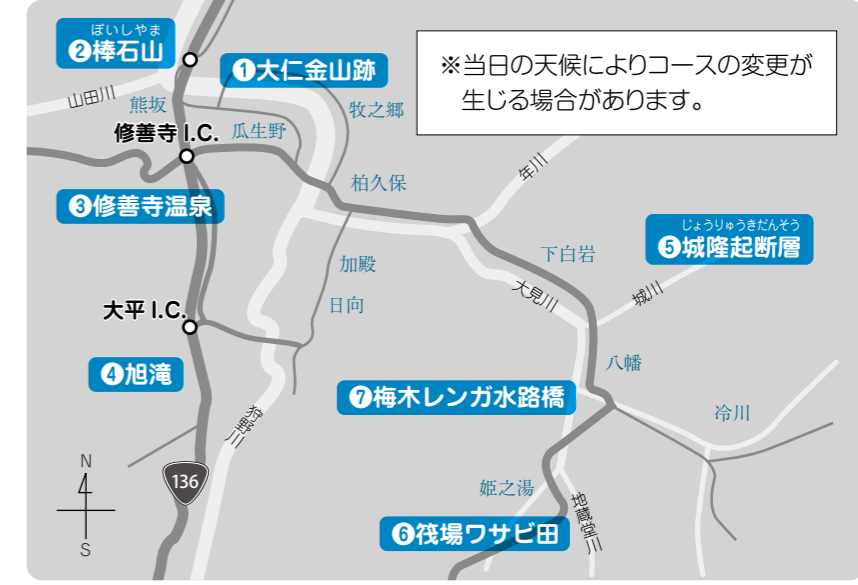 ぼいしやま
❷棒石山
❶大仁金山跡
※当日の天候によりコースの変更が
生じる場合があります。
山田川
熊坂
牧之郷
修善寺 I.C.
瓜生野
年川
柏久保
❸修善寺温泉
じょうりゅうきだんそう
❺城隆起断層
下白岩
加殿
大見川
城川
日向
大平 I.C.
八幡
❹旭滝
❼梅木レンガ水路橋
冷川
狩野川
N
136
姫之湯
地蔵堂川
❻筏場ワサビ田
S